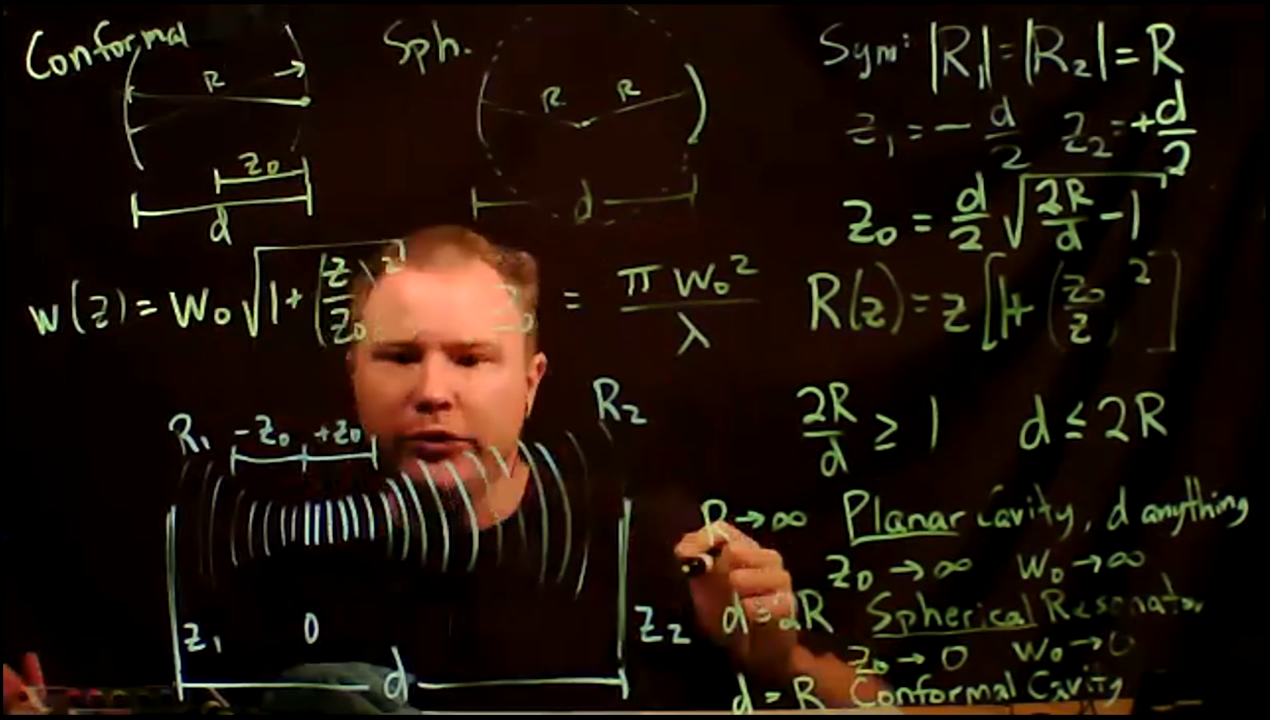 Conformal
R
z₀
d
Sph.
R R
d
Sym: |R₁| = |R₂| = R
z₁ = - d/2 z₂ = + d/2
z₀ = d/2 √(2R/d - 1)
w(z) = w₀ √(1 + (z/z₀)²)
z₀ = πw₀²/λ
R(z) = z [1 + (z₀/z)²]
2R/d ≥ 1 d ≤ 2R
R₁ -z₀ +z₀ R₂
z₁ 0 z₂
d
R → ∞ Planar Cavity, d anything
z₀ → ∞ w₀ → ∞
d = 2R Spherical Resonator
z₀ → 0 w₀ → 0
d = R Conformal Cavity